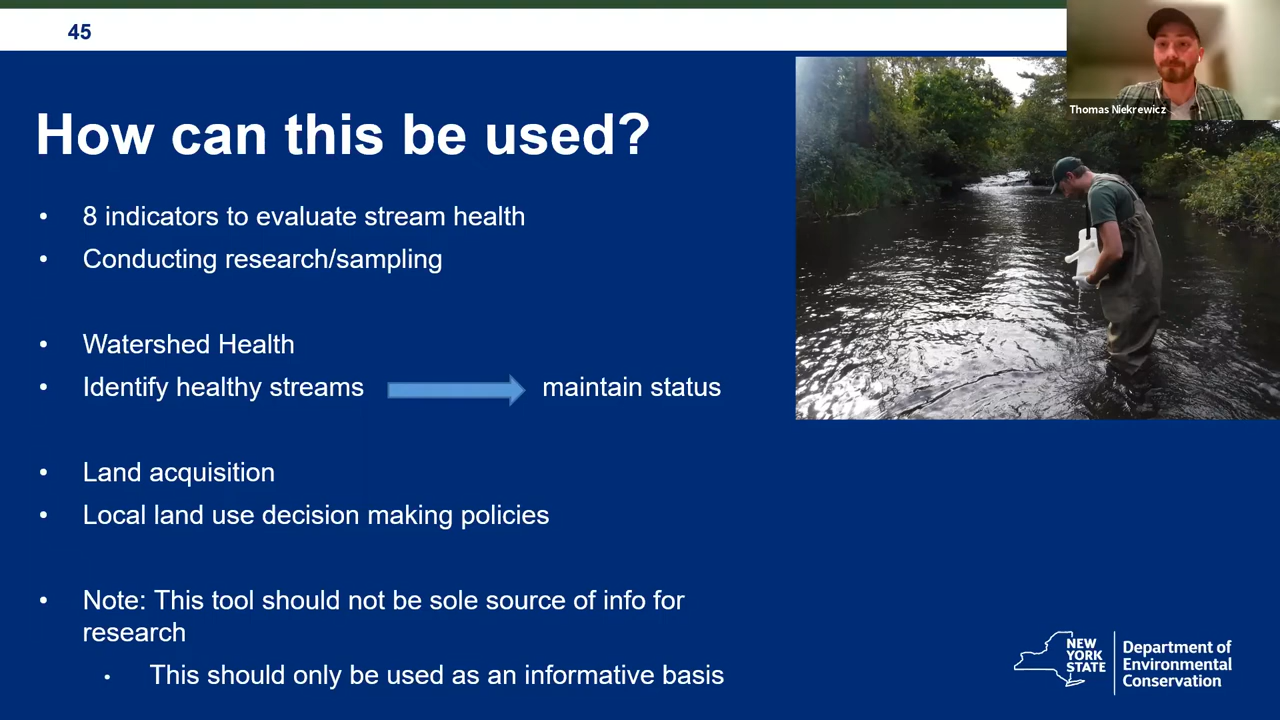 45
Thomas Niekrewicz
How can this be used?
• 8 indicators to evaluate stream health
• Conducting research/sampling
• Watershed Health
• Identify healthy streams maintain status
• Land acquisition
• Local land use decision making policies
• Note: This tool should not be sole source of info for
research
• This should only be used as an informative basis
NEW
YORK
STATE
Department of
Environmental
Conservation